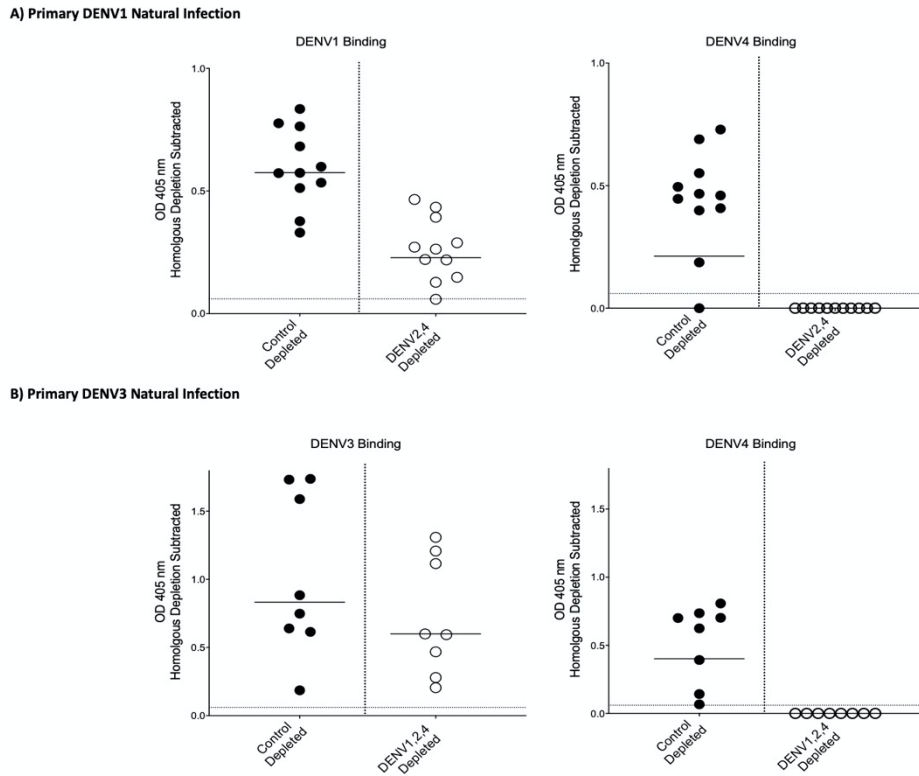 A) Primary DENV1 Natural Infection
DENV1 Binding
OD 405 nm
Homolgous Depletion Subtracted
1.0
0.5
0.0
Control
Depleted
DENV2,4
Depleted
DENV4 Binding
OD 405 nm
Homolgous Depletion Subtracted
1.0
0.5
0.0
Control
Depleted
DENV2,4
Depleted
B) Primary DENV3 Natural Infection
DENV3 Binding
OD 405 nm
Homolgous Depletion Subtracted
1.5
1.0
0.5
0.0
Control
Depleted
DENV1,2,4
Depleted
DENV4 Binding
OD 405 nm
Homolgous Depletion Subtracted
1.5
1.0
0.5
0.0
Control
Depleted
DENV1,2,4
Depleted